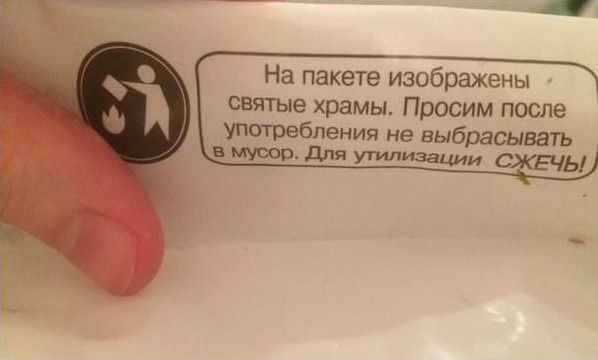 На пакете изображены
святые храмы. Просим после
употребления не выбрасывать
в мусор. Для утилизации СЖЕЧЬ!